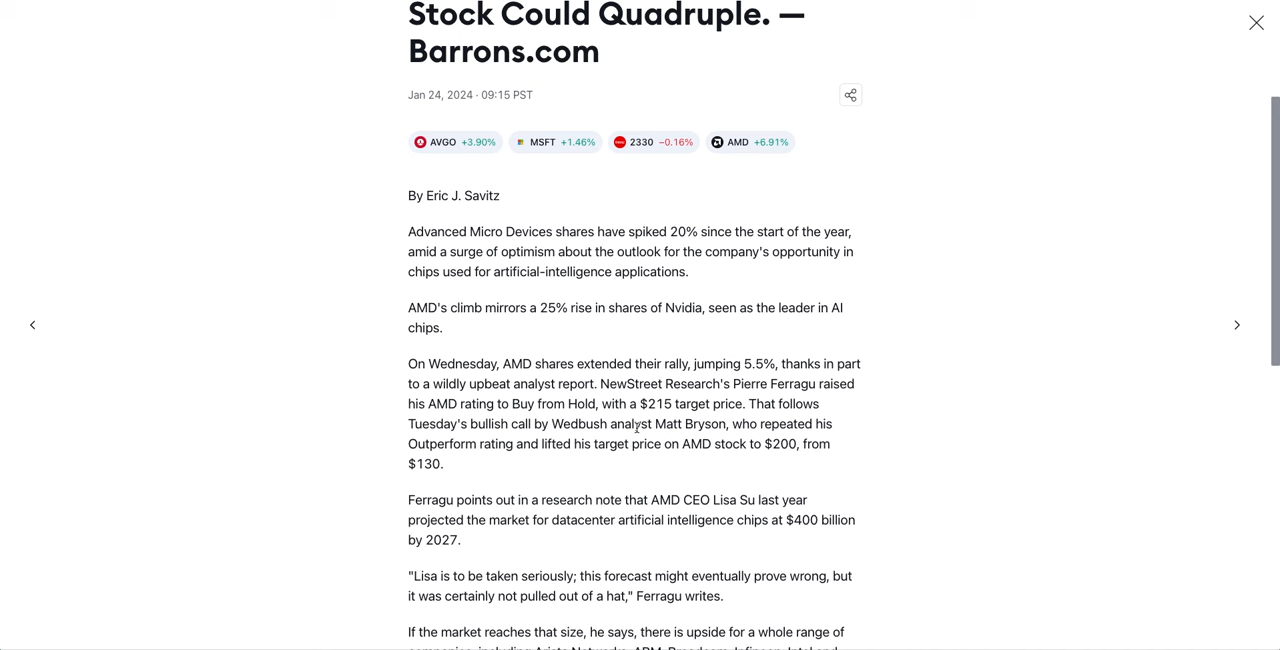 Stock Could Quadruple. —
Barrons.com
Jan 24, 2024 · 09:15 PST
AVGO +3.90% MSFT +1.46% 2330 −0.16% AMD +6.91%
By Eric J. Savitz
Advanced Micro Devices shares have spiked 20% since the start of the year,
amid a surge of optimism about the outlook for the company's opportunity in
chips used for artificial-intelligence applications.
AMD's climb mirrors a 25% rise in shares of Nvidia, seen as the leader in AI
chips.
On Wednesday, AMD shares extended their rally, jumping 5.5%, thanks in part
to a wildly upbeat analyst report. NewStreet Research's Pierre Ferragu raised
his AMD rating to Buy from Hold, with a $215 target price. That follows
Tuesday's bullish call by Wedbush analyst Matt Bryson, who repeated his
Outperform rating and lifted his target price on AMD stock to $200, from
$130.
Ferragu points out in a research note that AMD CEO Lisa Su last year
projected the market for datacenter artificial intelligence chips at $400 billion
by 2027.
"Lisa is to be taken seriously; this forecast might eventually prove wrong, but
it was certainly not pulled out of a hat," Ferragu writes.
If the market reaches that size, he says, there is upside for a whole range of
companies, including Arista Networks, ARM, Broadcom, Infineon, Intel and